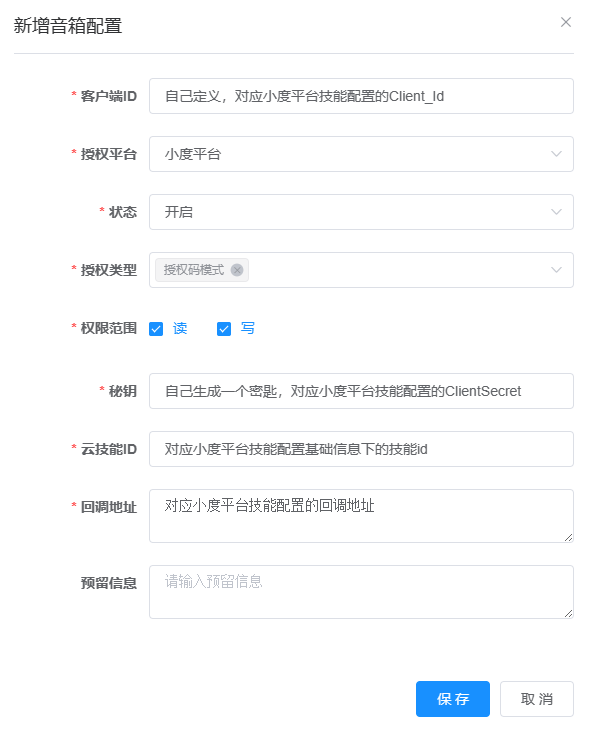 新增音箱配置
* 客户端ID 自己定义，对应小度平台技能配置的Client_Id
* 授权平台 小度平台
* 状态 开启
* 授权类型 授权码模式
* 权限范围 读 写
* 秘钥 自己生成一个密匙，对应小度平台技能配置的ClientSecret
* 云技能ID 对应小度平台技能配置基础信息下的技能id
* 回调地址 对应小度平台技能配置的回调地址
预留信息 请输入预留信息
保存 取消